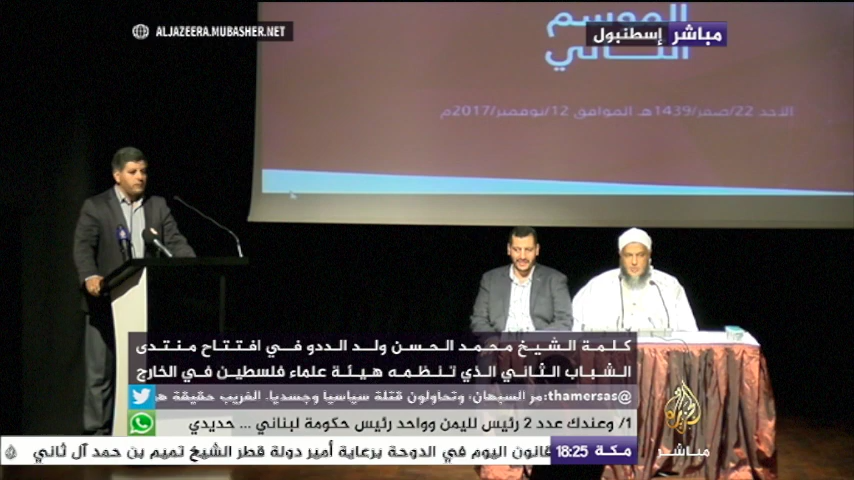 ALJAZEERA.MUBASHER.NET
الموسم
الثاني
مباشر إسطنبول
الأحد 22/صفر/1439هـ الموافق 12/نوفمبر/2017م
كلمة الشيخ محمد الحسن ولد الددو في افتتاح منتدى
الشباب الثاني الذي تنظمه هيئة علماء فلسطين في الخارج
@thamersas:مر السبهان، وتحاولون قتلة سياسياً وجسدياً. الغريب حقيقة هـ
1/ وعندك عدد 2 رئيس لليمن وواحد رئيس حكومة لبناني ... حديدي
مكة 18:25
قانون اليوم في الدوحة برعاية أمير دولة قطر الشيخ تميم بن حمد آل ثاني
الجزيرة
مباشر